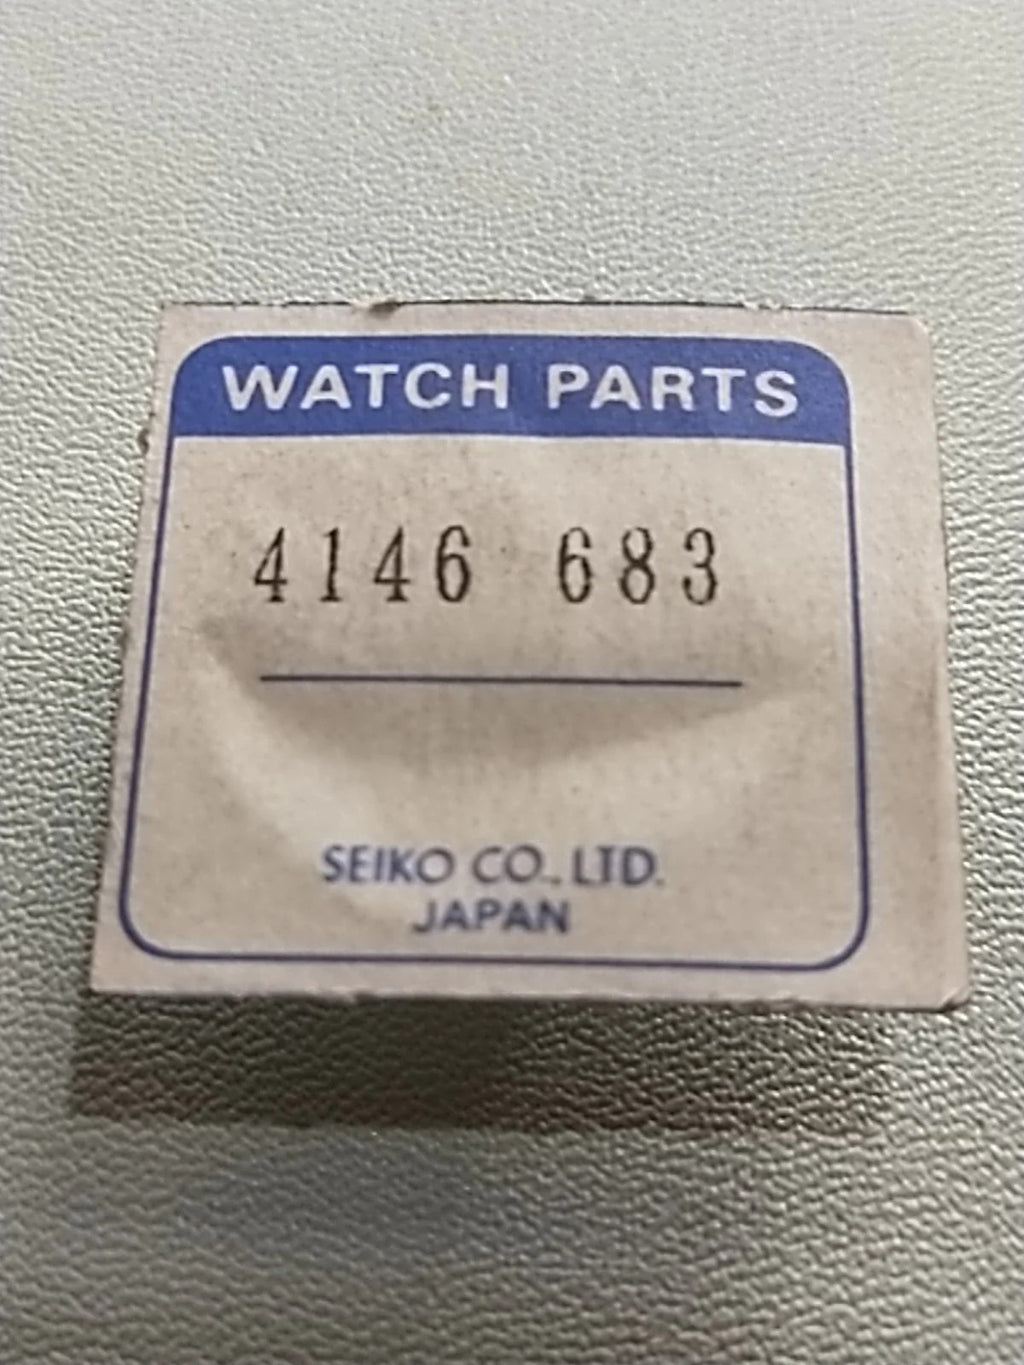 WATCH PARTS
4146 683
SEIKO CO., LTD.
JAPAN